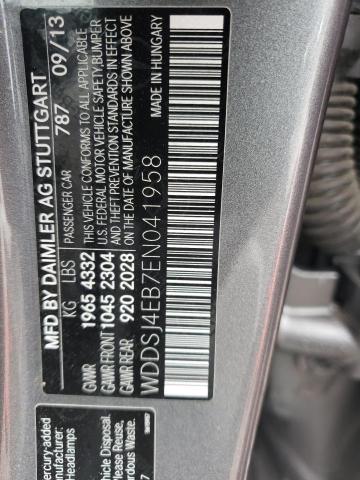 MFD BY DAIMLER AG STUTTGART
787 09/13
KG LBS PASSENGER CAR
GVWR 1965 4332
GAWR FRONT 1045 2304
GAWR REAR 920 2028
THIS VEHICLE CONFORMS TO ALL APPLICABLE
U.S. FEDERAL MOTOR VEHICLE SAFETY, BUMPER
AND THEFT PREVENTION STANDARDS IN EFFECT
ON THE DATE OF MANUFACTURE SHOWN ABOVE
WDDSJ4EB7EN041958
MADE IN HUNGARY
ercury-added
anufacturer:
Headlamps
ehicle Disposal.
Please Reuse,
ardous Waste.